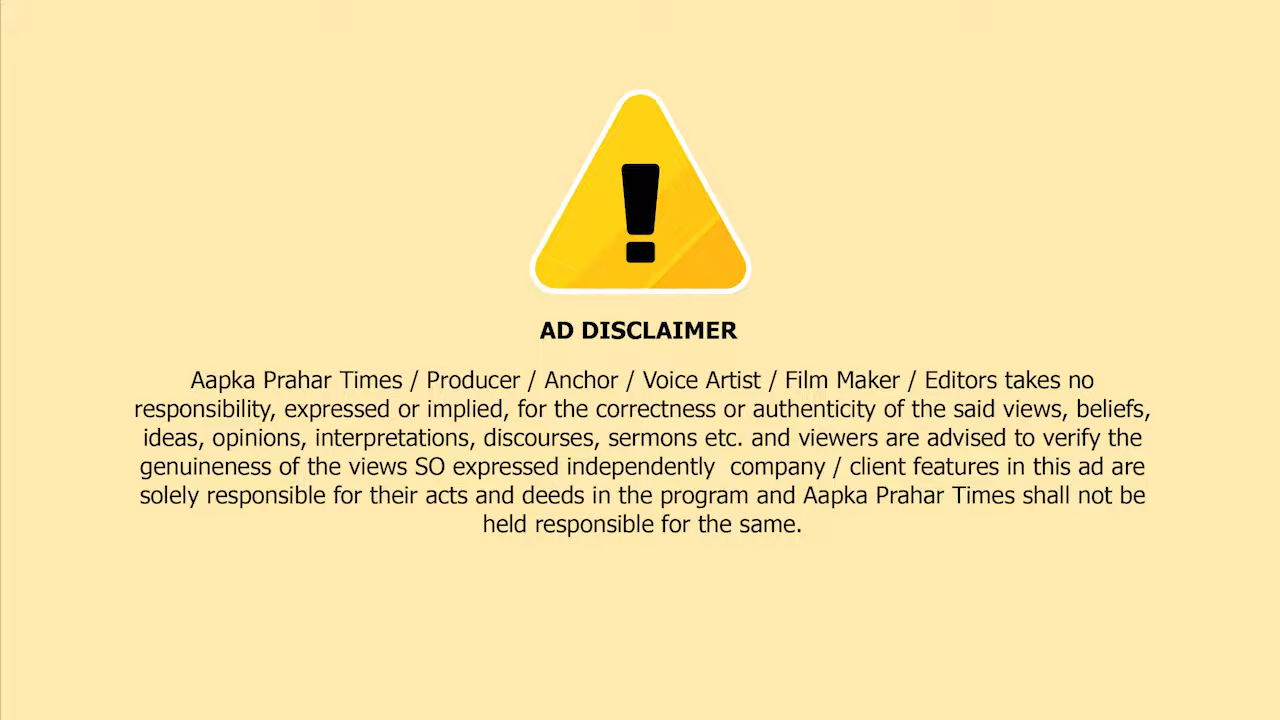 AD DISCLAIMER
Aapka Prahar Times / Producer / Anchor / Voice Artist / Film Maker / Editors takes no
responsibility, expressed or implied, for the correctness or authenticity of the said views, beliefs,
ideas, opinions, interpretations, discourses, sermons etc. and viewers are advised to verify the
genuineness of the views SO expressed independently  company / client features in this ad are
solely responsible for their acts and deeds in the program and Aapka Prahar Times shall not be
held responsible for the same.